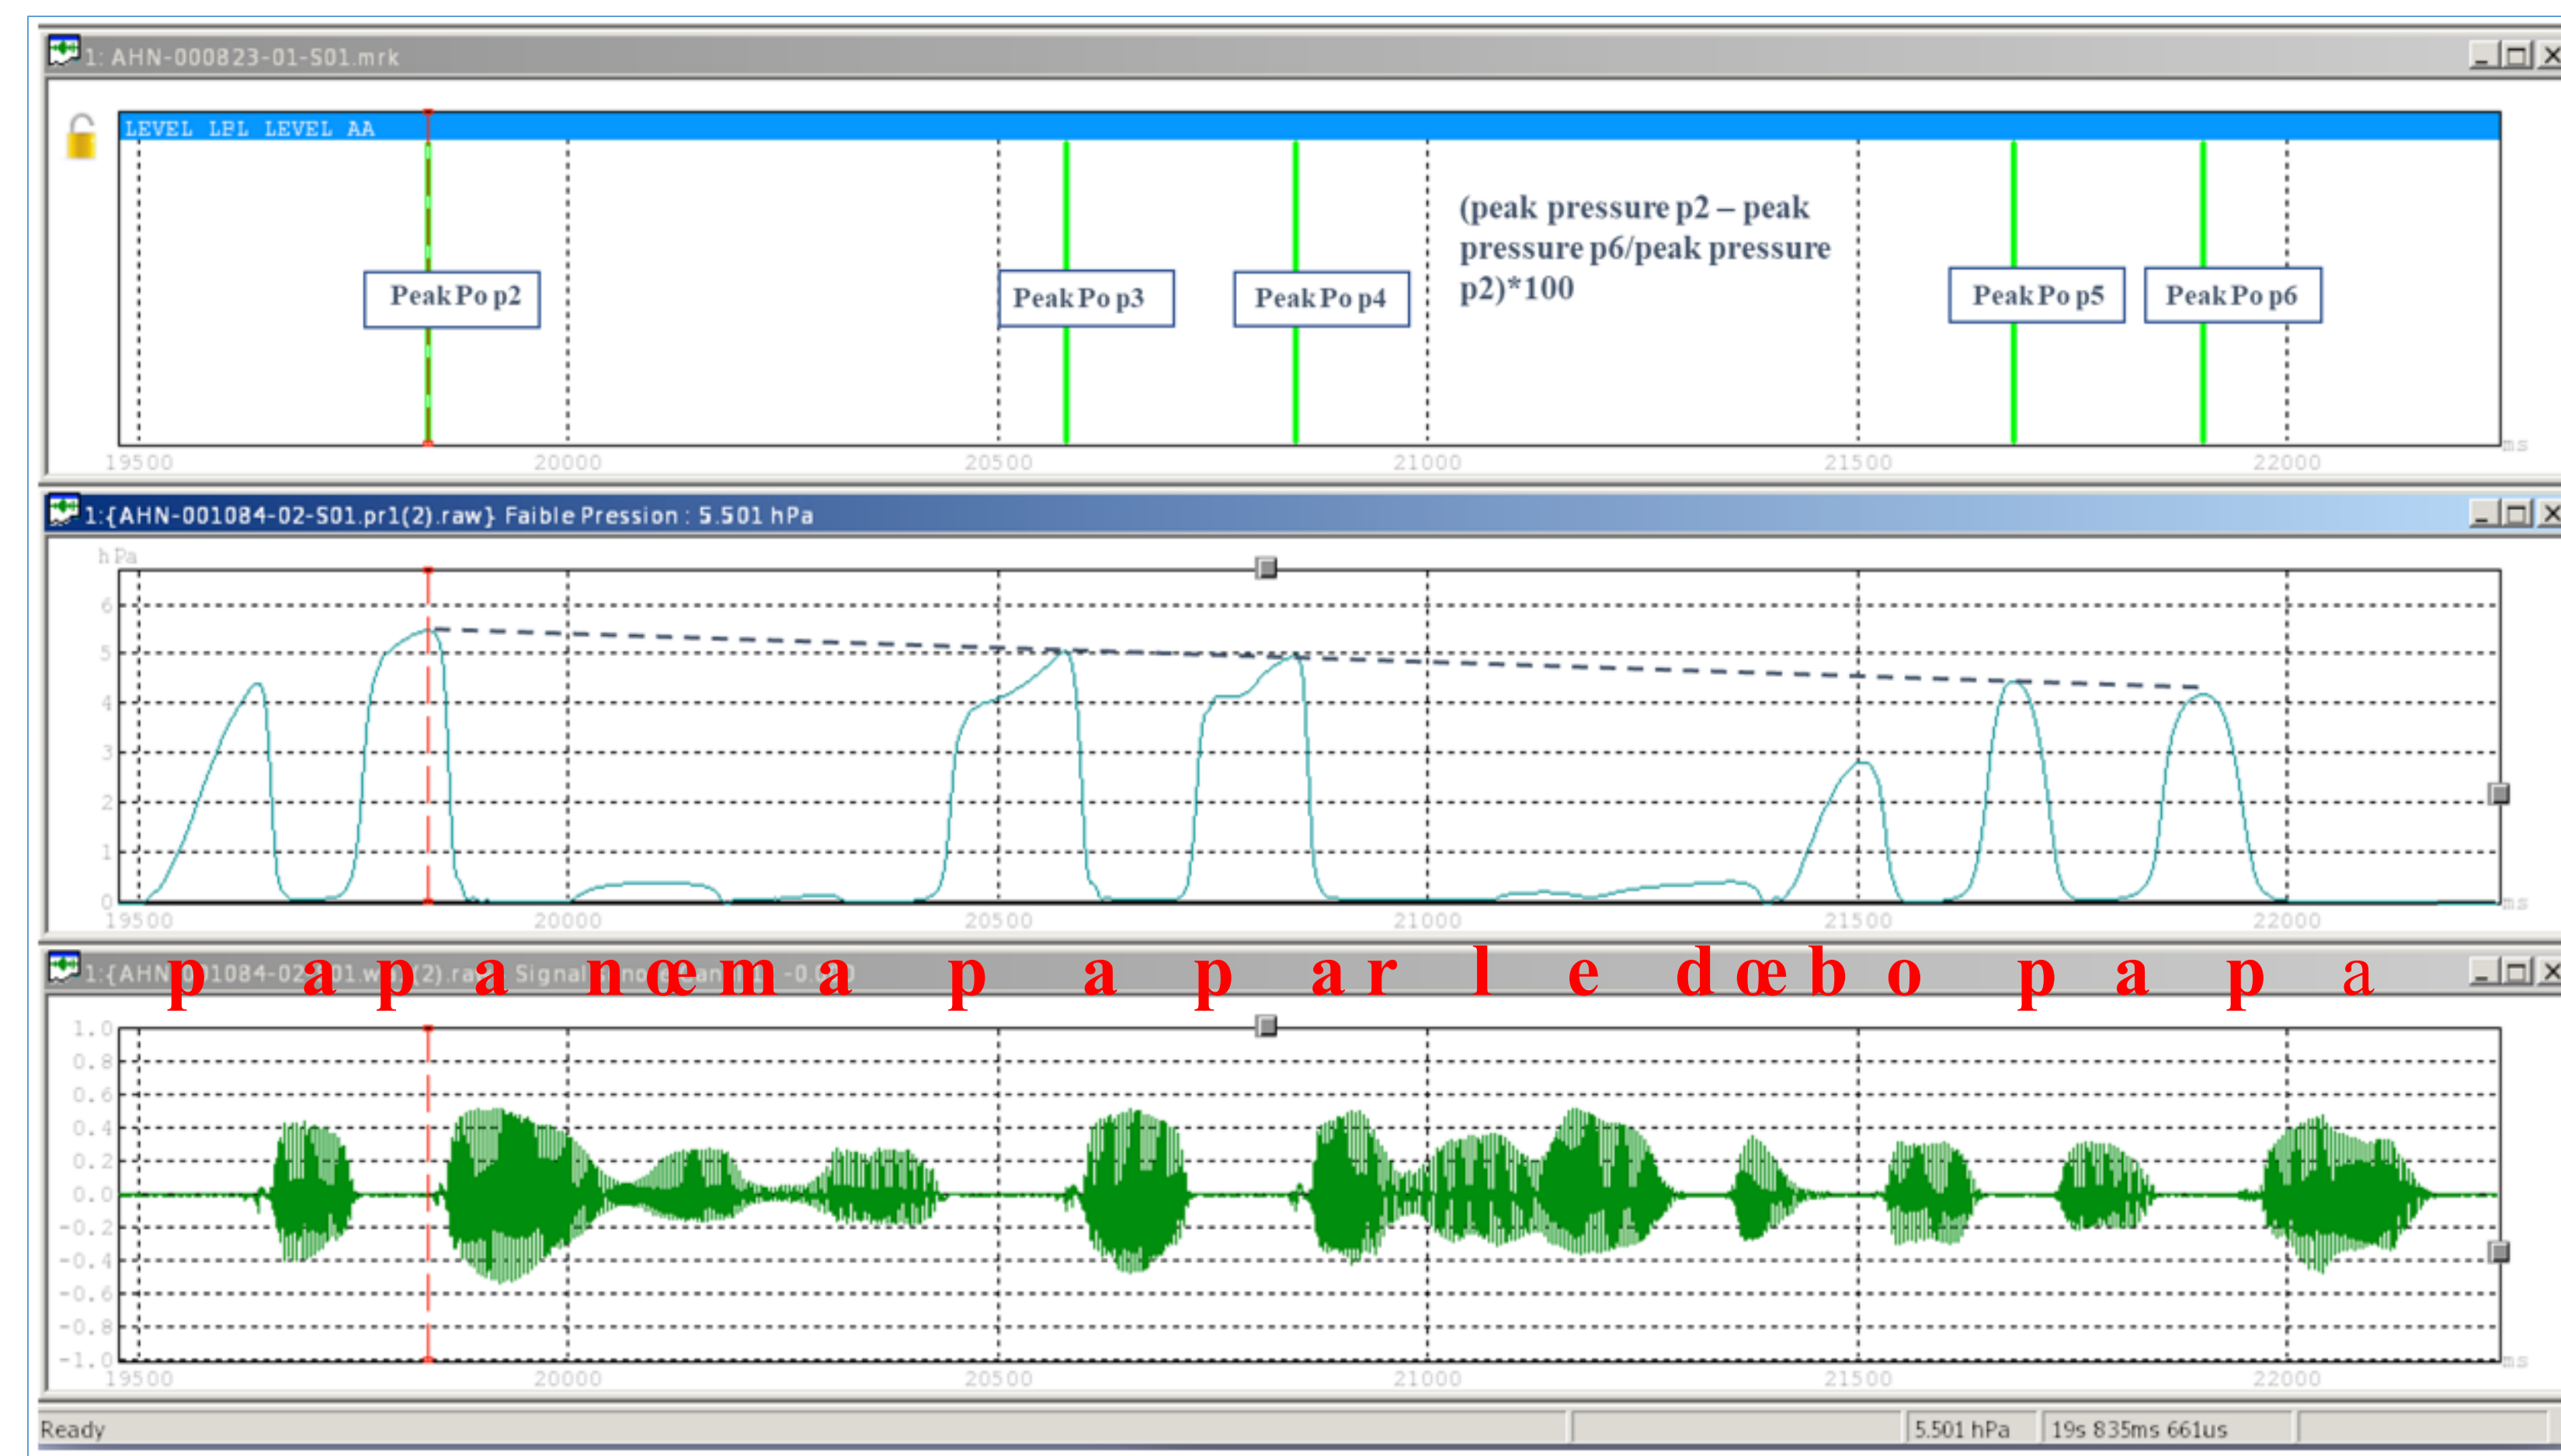 1: AHN-000823-01-S01.mrk
LEVEL LBL LEVEL AA
(peak pressure p2 – peak
pressure p6/peak pressure
p2)*100
Peak Po p2
Peak Po p3
Peak Po p4
Peak Po p5
Peak Po p6
19500 20000 20500 21000 21500 22000 ms
1:{AHN-001084-02-S01.pr1(2).raw} Faible Pression : 5.501 hPa
hPa
6
5
4
3
2
1
0
19500 20000 20500 21000 21500 22000 ms
p a p a n œ m a p a p a r l e d œ b o p a p a
1.0
0.8
0.6
0.4
0.2
0.0
-0.2
-0.4
-0.6
-0.8
-1.0
19500 20000 20500 21000 21500 22000 ms
Ready 5.501 hPa 19s 835ms 661us